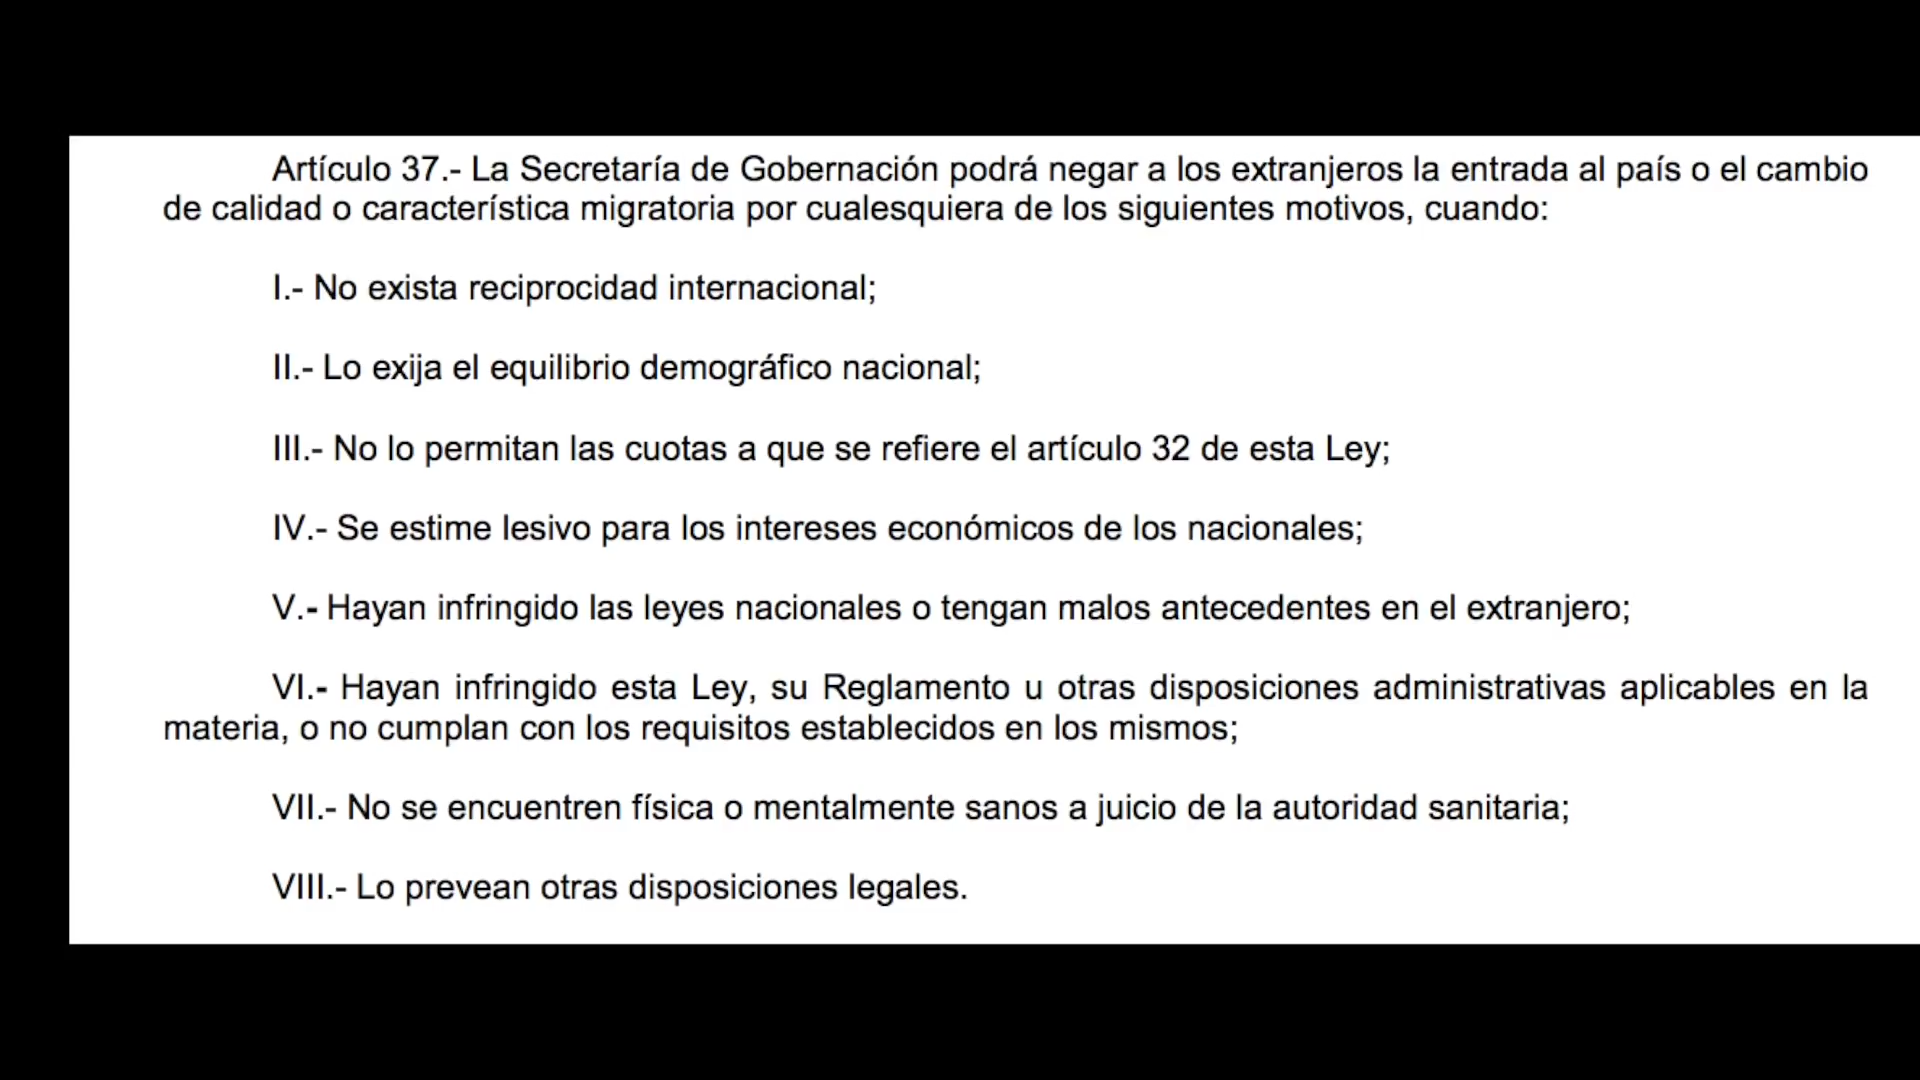 Artículo 37.- La Secretaría de Gobernación podrá negar a los extranjeros la entrada al país o el cambio
de calidad o característica migratoria por cualesquiera de los siguientes motivos, cuando:
I.- No exista reciprocidad internacional;
II.- Lo exija el equilibrio demográfico nacional;
III.- No lo permitan las cuotas a que se refiere el artículo 32 de esta Ley;
IV.- Se estime lesivo para los intereses económicos de los nacionales;
V.- Hayan infringido las leyes nacionales o tengan malos antecedentes en el extranjero;
VI.- Hayan infringido esta Ley, su Reglamento u otras disposiciones administrativas aplicables en la
materia, o no cumplan con los requisitos establecidos en los mismos;
VII.- No se encuentren física o mentalmente sanos a juicio de la autoridad sanitaria;
VIII.- Lo prevean otras disposiciones legales.